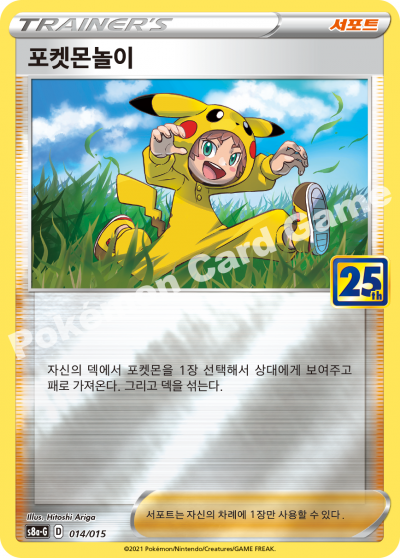 TRAINER'S
서포트
포켓몬놀이
Pokémon Card Game
25th
자신의 덱에서 포켓몬을 1장 선택해서 상대에게 보여주고
패로 가져온다. 그리고 덱을 섞는다.
Illus. Hitoshi Ariga
s8a-G D 014/015
서포트는 자신의 차례에 1장만 사용할 수 있다.
©2021 Pokémon/Nintendo/Creatures/GAME FREAK.